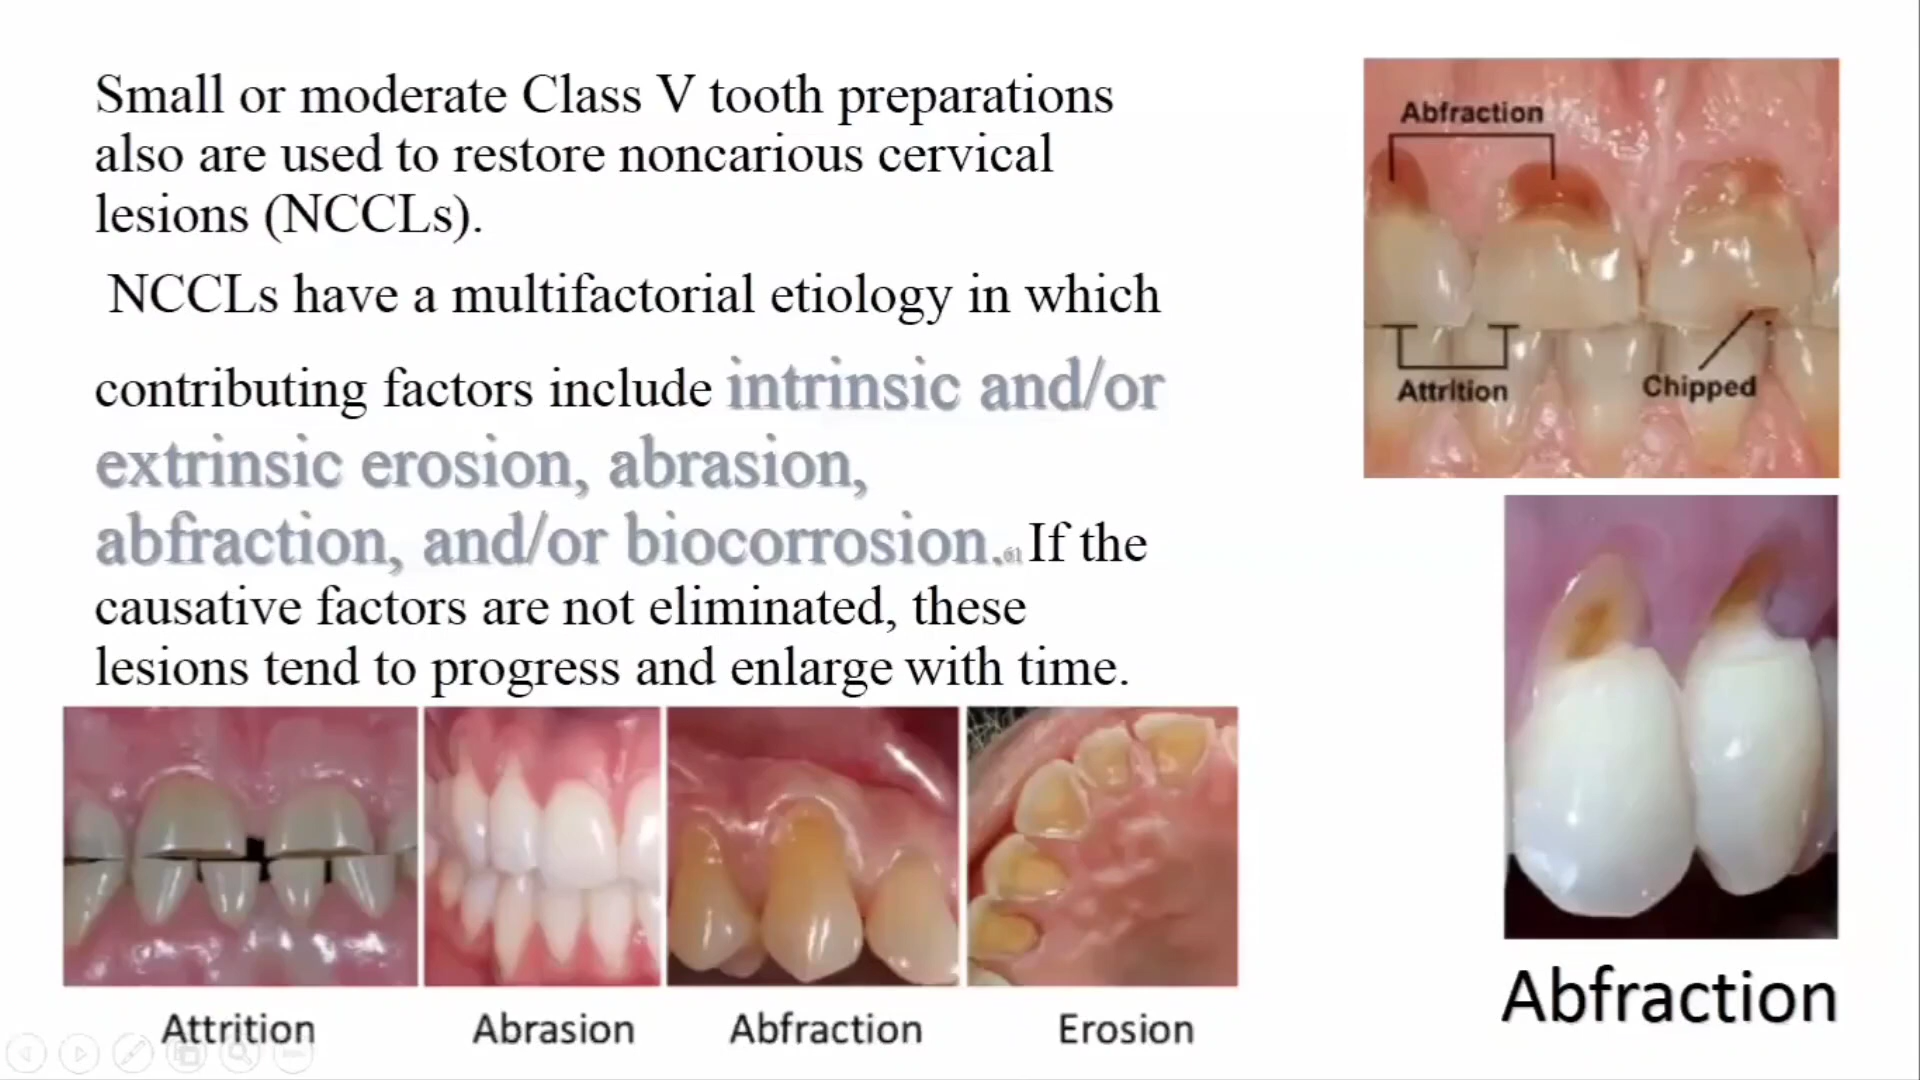 Small or moderate Class V tooth preparations
also are used to restore noncarious cervical
lesions (NCCLs).
NCCLs have a multifactorial etiology in which
contributing factors include intrinsic and/or
extrinsic erosion, abrasion,
abfraction, and/or biocorrosion.61 If the
causative factors are not eliminated, these
lesions tend to progress and enlarge with time.
Abfraction
Attrition
Chipped
Abfraction
Attrition
Abrasion
Abfraction
Erosion